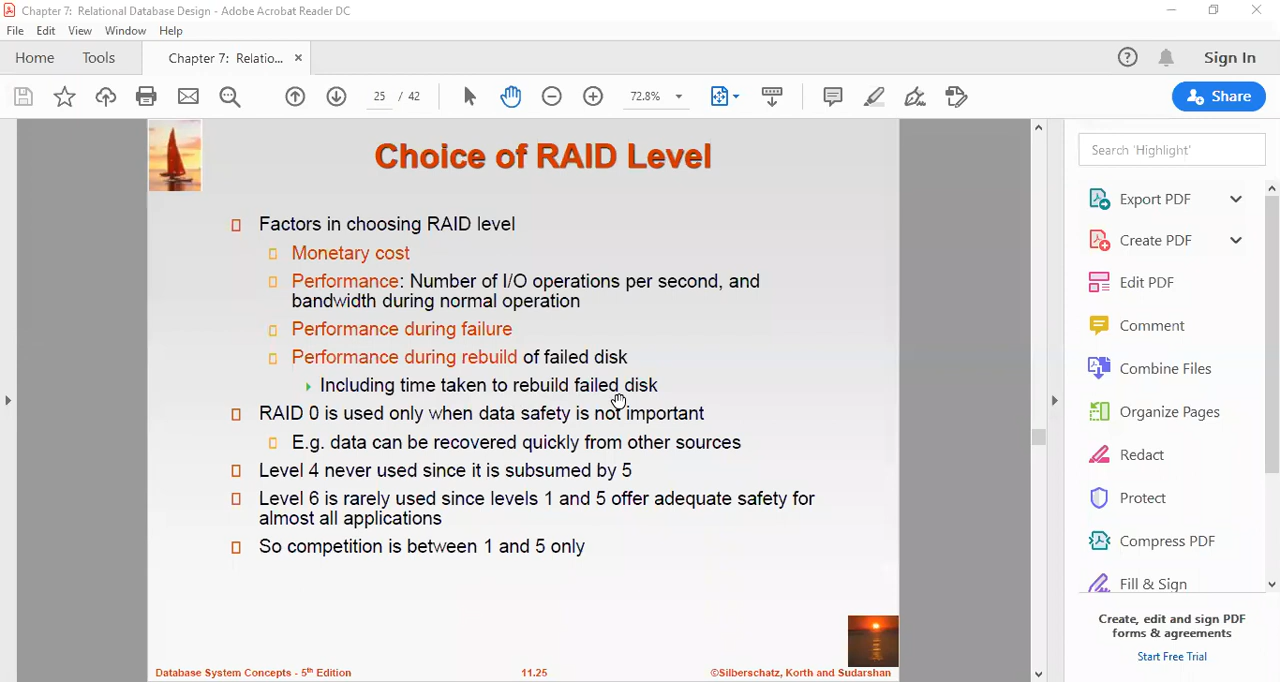 Chapter 7: Relational Database Design - Adobe Acrobat Reader DC
File Edit View Window Help
Home Tools Chapter 7: Relatio... × Sign In
25 / 42 72.8% Share
Choice of RAID Level
Factors in choosing RAID level
Monetary cost
Performance: Number of I/O operations per second, and
bandwidth during normal operation
Performance during failure
Performance during rebuild of failed disk
Including time taken to rebuild failed disk
RAID 0 is used only when data safety is not important
E.g. data can be recovered quickly from other sources
Level 4 never used since it is subsumed by 5
Level 6 is rarely used since levels 1 and 5 offer adequate safety for
almost all applications
So competition is between 1 and 5 only
Database System Concepts - 5th Edition 11.25 ©Silberschatz, Korth and Sudarshan
Search 'Highlight'
Export PDF
Create PDF
Edit PDF
Comment
Combine Files
Organize Pages
Redact
Protect
Compress PDF
Fill & Sign
Create, edit and sign PDF
forms & agreements
Start Free Trial